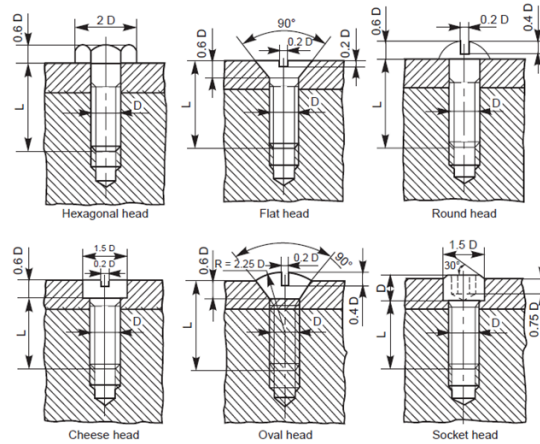 2 D
0.6 D
L
D
Hexagonal head
90°
0.6 D
0.2 D
0.2 D
L
D
Flat head
0.6 D
0.2 D
0.4 D
L
D
Round head
1.5 D
0.2 D
0.6 D
L
D
Cheese head
R = 2.25 D
0.2 D
90°
0.6 D
L
D
0.4 D
Oval head
1.5 D
30°
D
L
D
0.75 D
Socket head